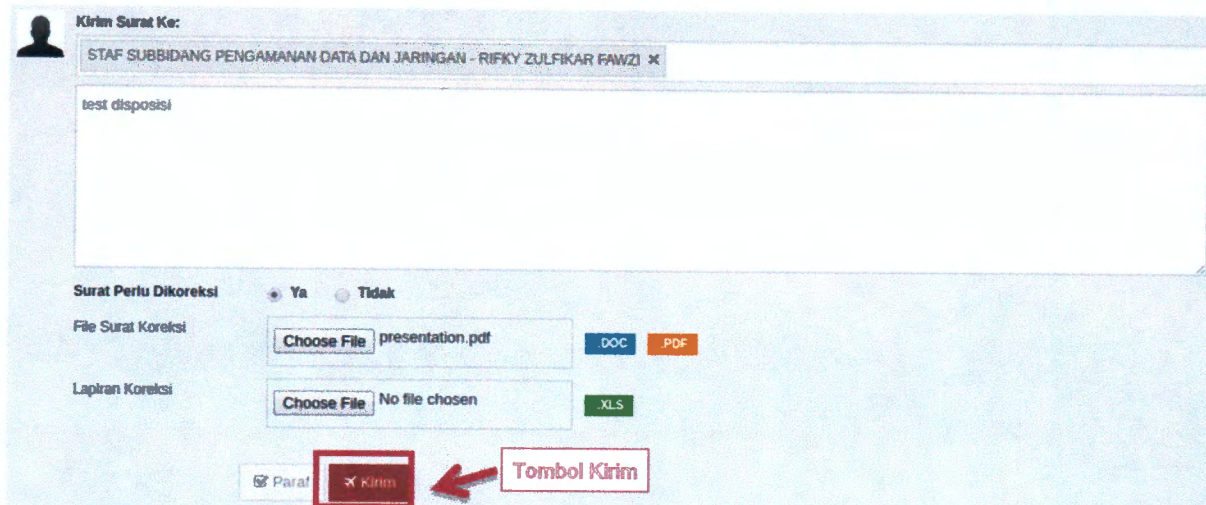 Kirim Surat Ke:
STAF SUBBIDANG PENGAMANAN DATA DAN JARINGAN - RIFKY ZULFIKAR FAWZI ×
test disposisi
Surat Perlu Dikoreksi Ya Tidak
File Surat Koreksi Choose File presentation.pdf .DOC .PDF
Lapiran Koreksi Choose File No file chosen .XLS
Paraf Kirim Tombol Kirim